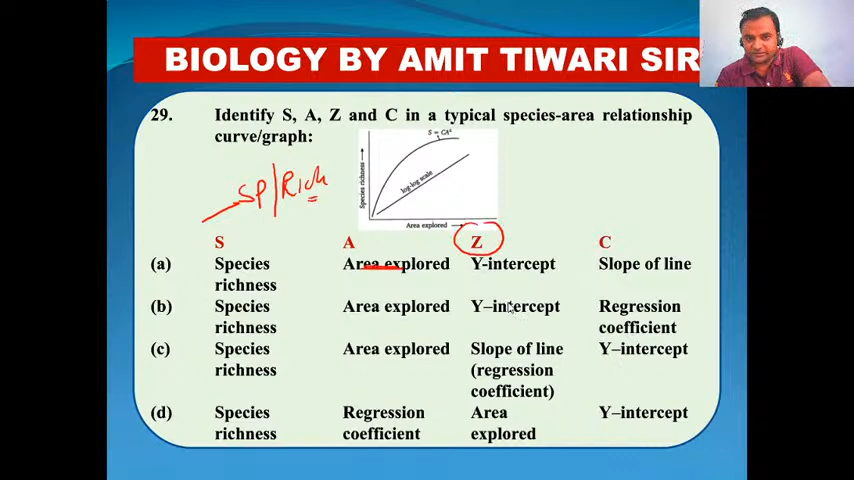 BIOLOGY BY AMIT TIWARI SIR
29. Identify S, A, Z and C in a typical species-area relationship
curve/graph:
S = CAᶻ
Species richness
log-log scale
Area explored
SP/Rich
S A Z C
(a) Species richness Area explored Y-intercept Slope of line
(b) Species richness Area explored Y–intercept Regression coefficient
(c) Species richness Area explored Slope of line (regression coefficient) Y–intercept
(d) Species richness Regression coefficient Area explored Y–intercept